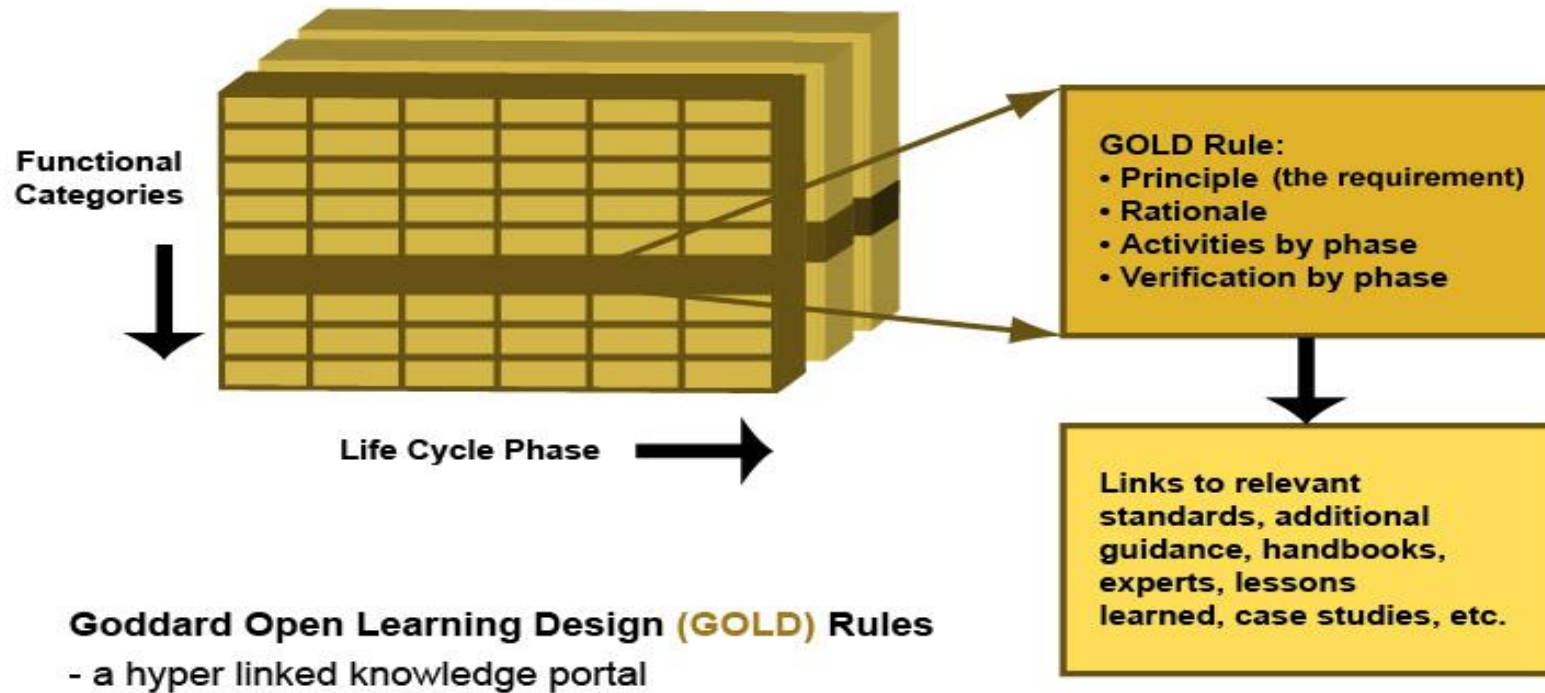 Functional
Categories
Life Cycle Phase
GOLD Rule:
• Principle (the requirement)
• Rationale
• Activities by phase
• Verification by phase
Links to relevant
standards, additional
guidance, handbooks,
experts, lessons
learned, case studies, etc.
Goddard Open Learning Design (GOLD) Rules
- a hyper linked knowledge portal